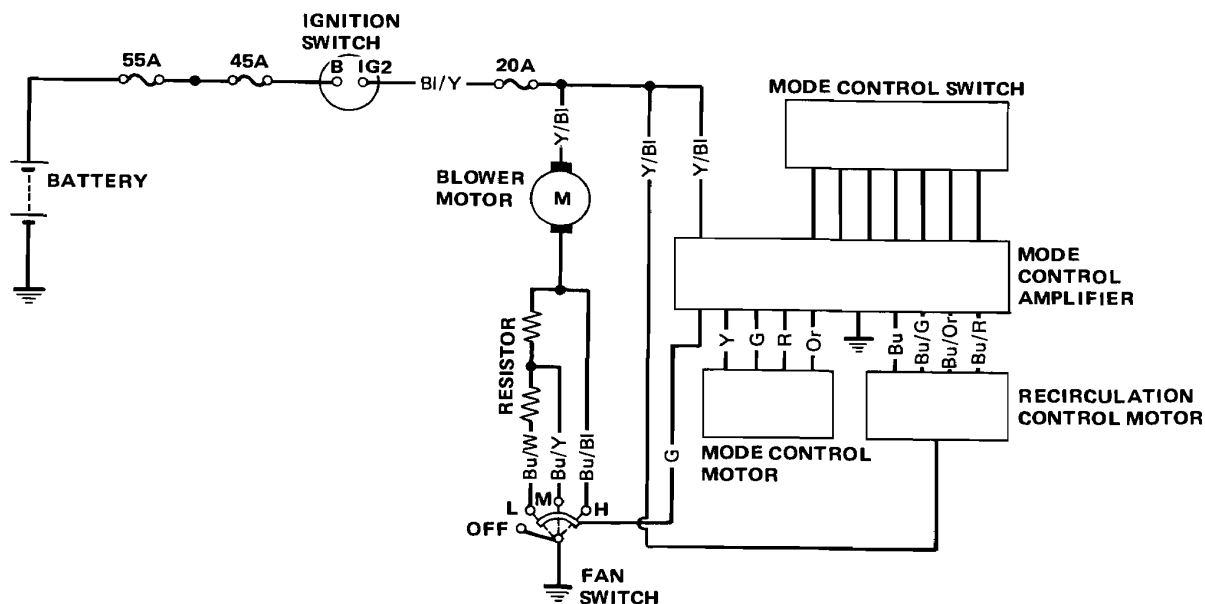 IGNITION
SWITCH
55A
45A
B IG2
Bl/Y
20A
MODE CONTROL SWITCH
Y/Bl
Y/Bl
Y/Bl
BATTERY
BLOWER
MOTOR
M
MODE
CONTROL
AMPLIFIER
RESISTOR
Y
G
R
Or
Bu
Bu/G
Bu/Or
Bu/R
RECIRCULATION
CONTROL MOTOR
MODE CONTROL
MOTOR
Bu/W
Bu/Y
Bu/Bl
G
L
M
H
OFF
FAN
SWITCH